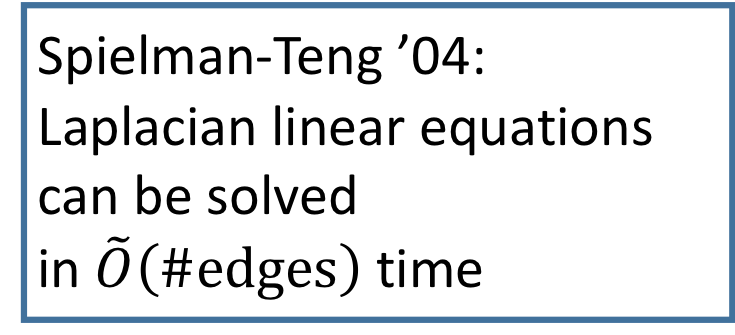 Spielman-Teng ’04:
Laplacian linear equations
can be solved
in Õ(#edges) time